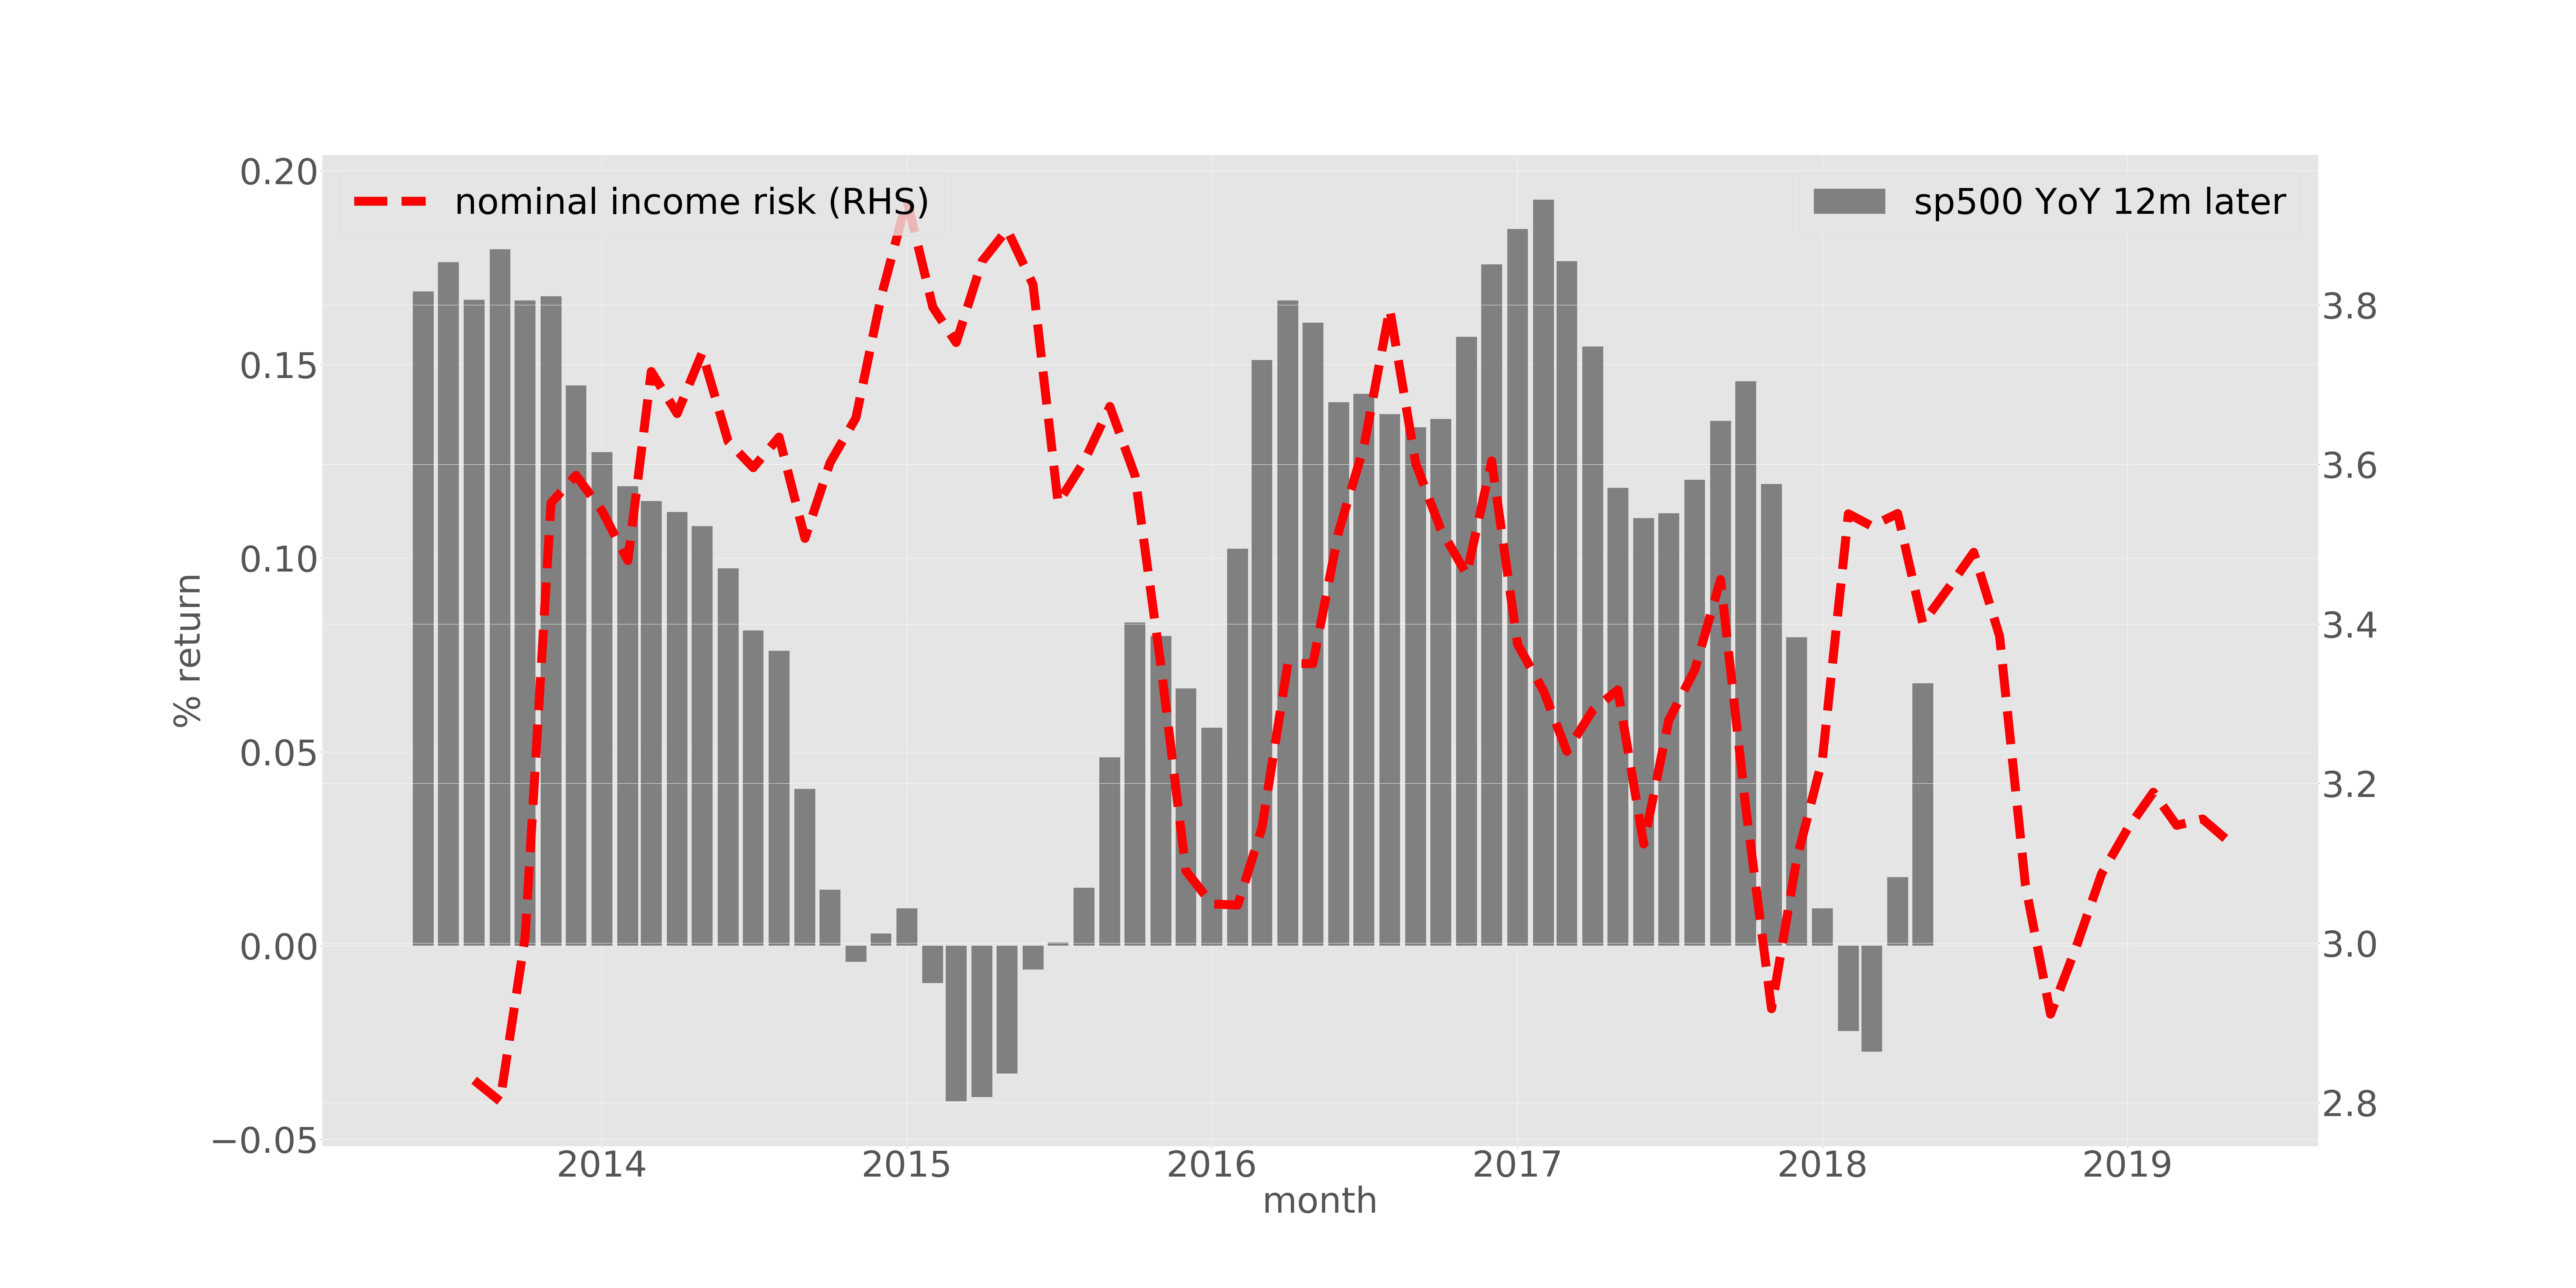 nominal income risk (RHS)
sp500 YoY 12m later
0.20
0.15
0.10
0.05
0.00
−0.05
% return
3.8
3.6
3.4
3.2
3.0
2.8
2014 2015 2016 2017 2018 2019
month